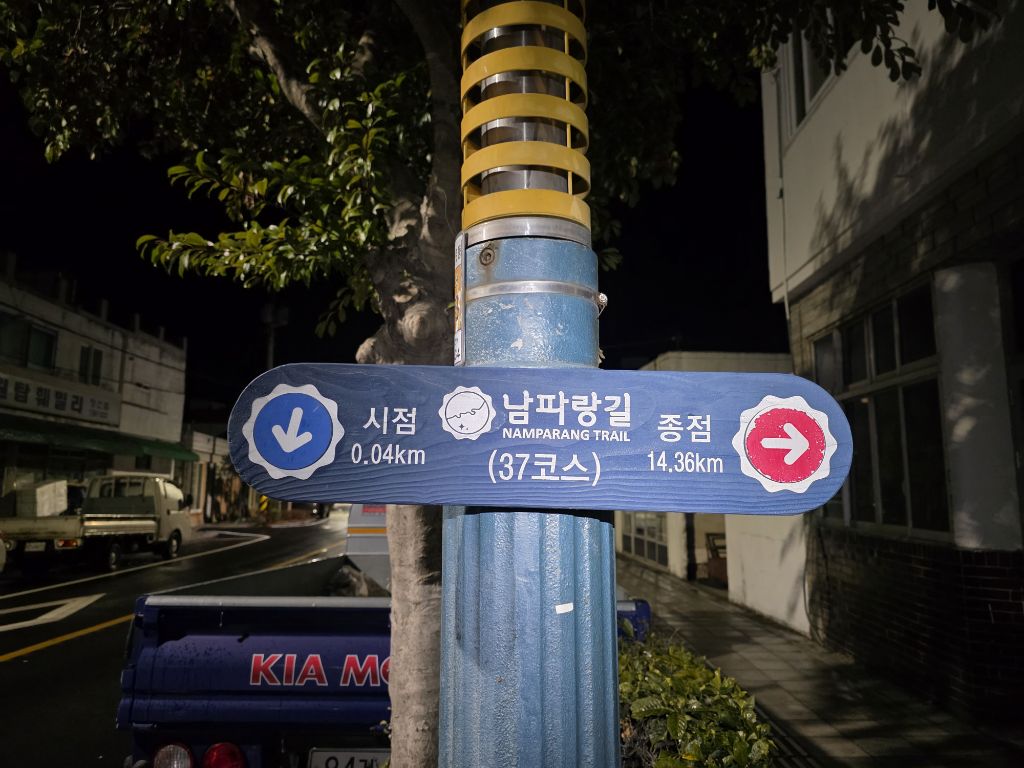 시점
0.04km
남파랑길
NAMPARANG TRAIL
(37코스)
종점
14.36km
KIA MO